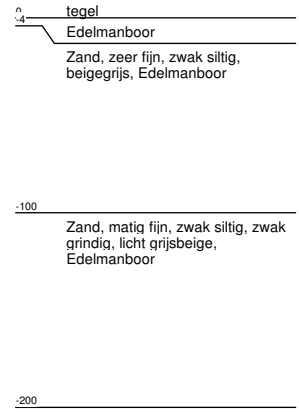 0
tegel
-4
Edelmanboor
Zand, zeer fijn, zwak siltig,
beigegrijs, Edelmanboor
-100
Zand, matig fijn, zwak siltig, zwak
grindig, licht grijsbeige,
Edelmanboor
-200